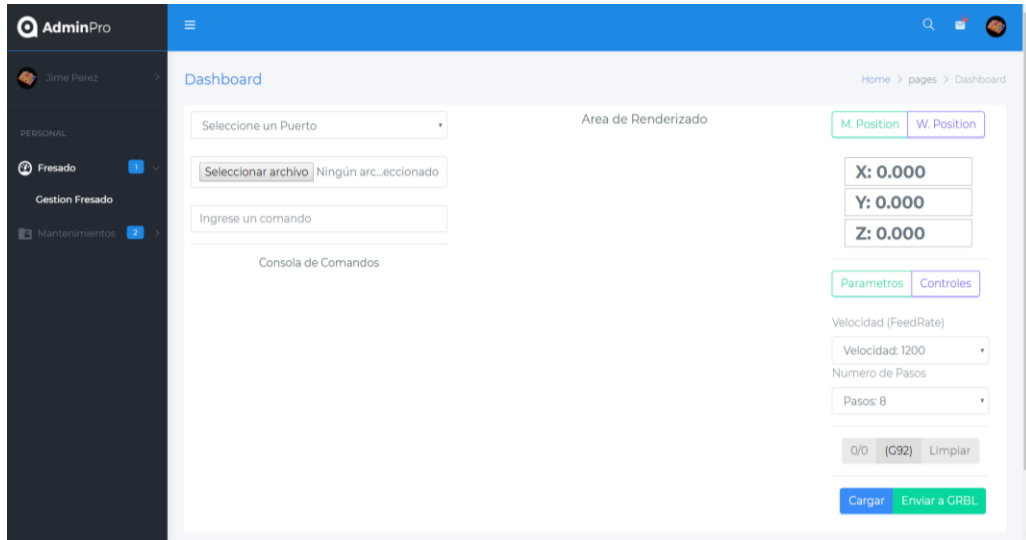 AdminPro
Jime Perez
PERSONAL
Fresado 1
Gestion Fresado
Mantenimientos 2
Dashboard
Home > pages > Dashboard
Seleccione un Puerto
Seleccionar archivo Ningún arc...eccionado
Ingrese un comando
Consola de Comandos
Area de Renderizado
M. Position W. Position
X: 0.000
Y: 0.000
Z: 0.000
Parametros Controles
Velocidad (FeedRate)
Velocidad: 1200
Numero de Pasos
Pasos: 8
0/0 (G92) Limpiar
Cargar Enviar a GRBL